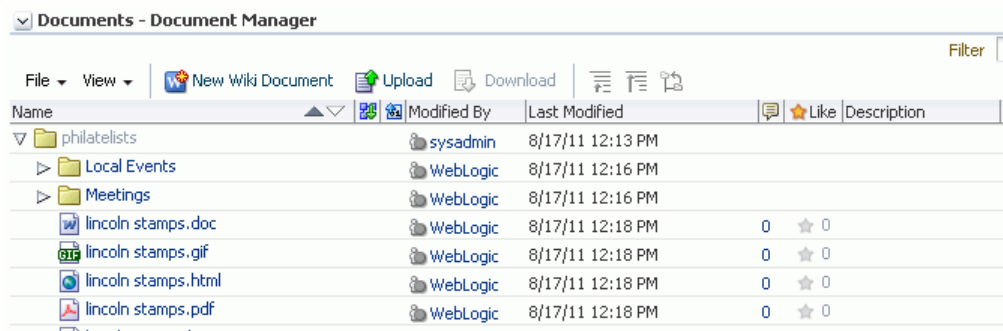 Documents - Document Manager
Filter
File View New Wiki Document Upload Download
Name Modified By Last Modified Like Description
philatelists sysadmin 8/17/11 12:13 PM
Local Events WebLogic 8/17/11 12:16 PM
Meetings WebLogic 8/17/11 12:16 PM
lincoln stamps.doc WebLogic 8/17/11 12:18 PM 0 0
lincoln stamps.gif WebLogic 8/17/11 12:18 PM 0 0
lincoln stamps.html WebLogic 8/17/11 12:18 PM 0 0
lincoln stamps.pdf WebLogic 8/17/11 12:18 PM 0 0